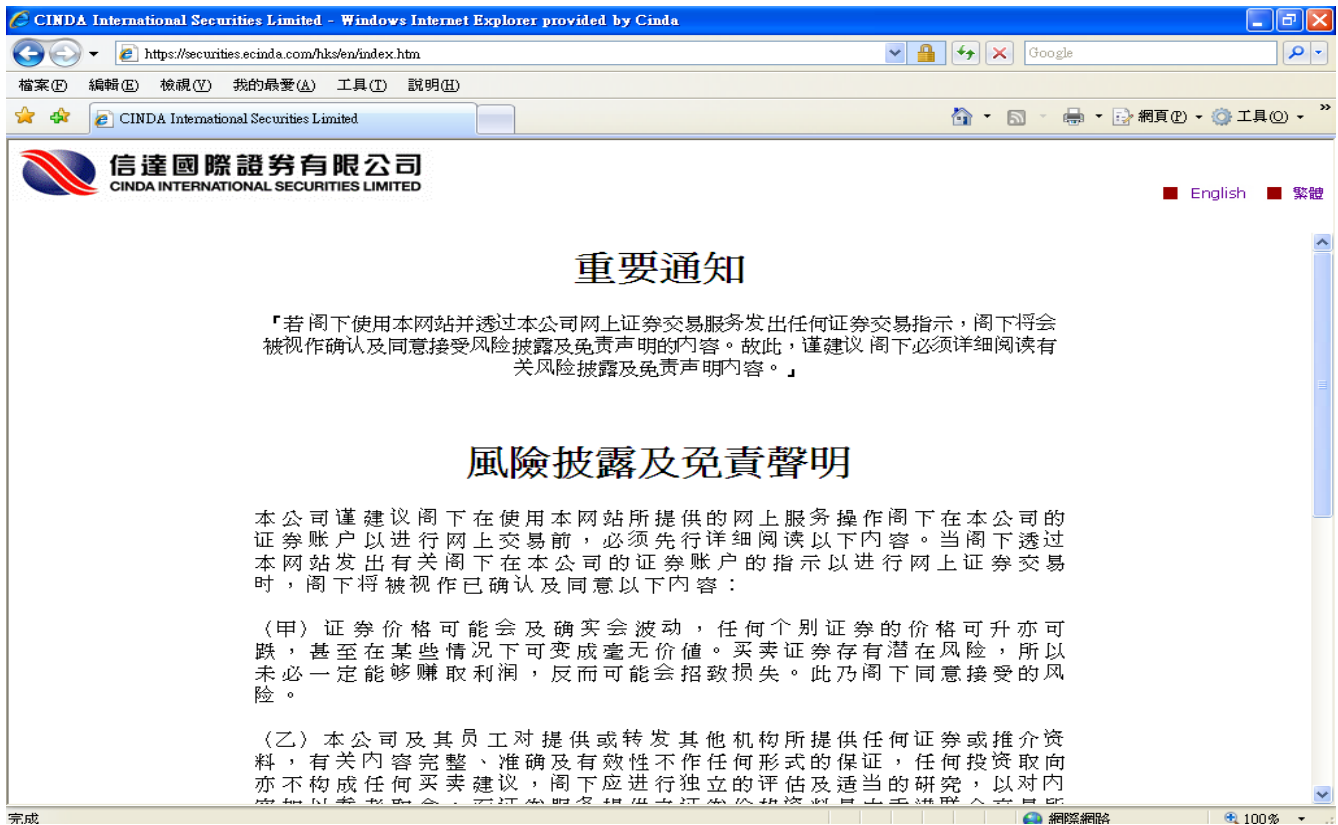 CINDA International Securities Limited - Windows Internet Explorer provided by Cinda
https://securities.ecinda.com/hks/en/index.htm
Google
檔案(F) 編輯(E) 檢視(V) 我的最愛(A) 工具(T) 說明(H)
CINDA International Securities Limited
網頁(P) 工具(O) »
信達國際證券有限公司
CINDA INTERNATIONAL SECURITIES LIMITED
English 繁體
重要通知
「若阁下使用本网站并透过本公司网上证券交易服务发出任何证券交易指示，阁下将会
被视作确认及同意接受风险披露及免责声明的内容。故此，谨建议 阁下必须详细阅读有
关风险披露及免责声明内容。」
風險披露及免責聲明
本公司谨建议阁下在使用本网站所提供的网上服务操作阁下在本公司的
证券账户以进行网上交易前，必须先行详细阅读以下内容。当阁下透过
本网站发出有关阁下在本公司的证券账户的指示以进行网上证券交易
时，阁下将被视作已确认及同意以下内容：
（甲）证券价格可能会及确实会波动，任何个别证券的价格可升亦可
跌，甚至在某些情况下可变成毫无价值。买卖证券存有潜在风险，所以
未必一定能够赚取利润，反而可能会招致损失。此乃阁下同意接受的风
险。
（乙）本公司及其员工对提供或转发其他机构所提供任何证券或推介资
料，有关内容完整、准确及有效性不作任何形式的保证，任何投资取向
亦不构成任何买卖建议，阁下应进行独立的评估及适当的研究，以对内
完成
網際網路
100%